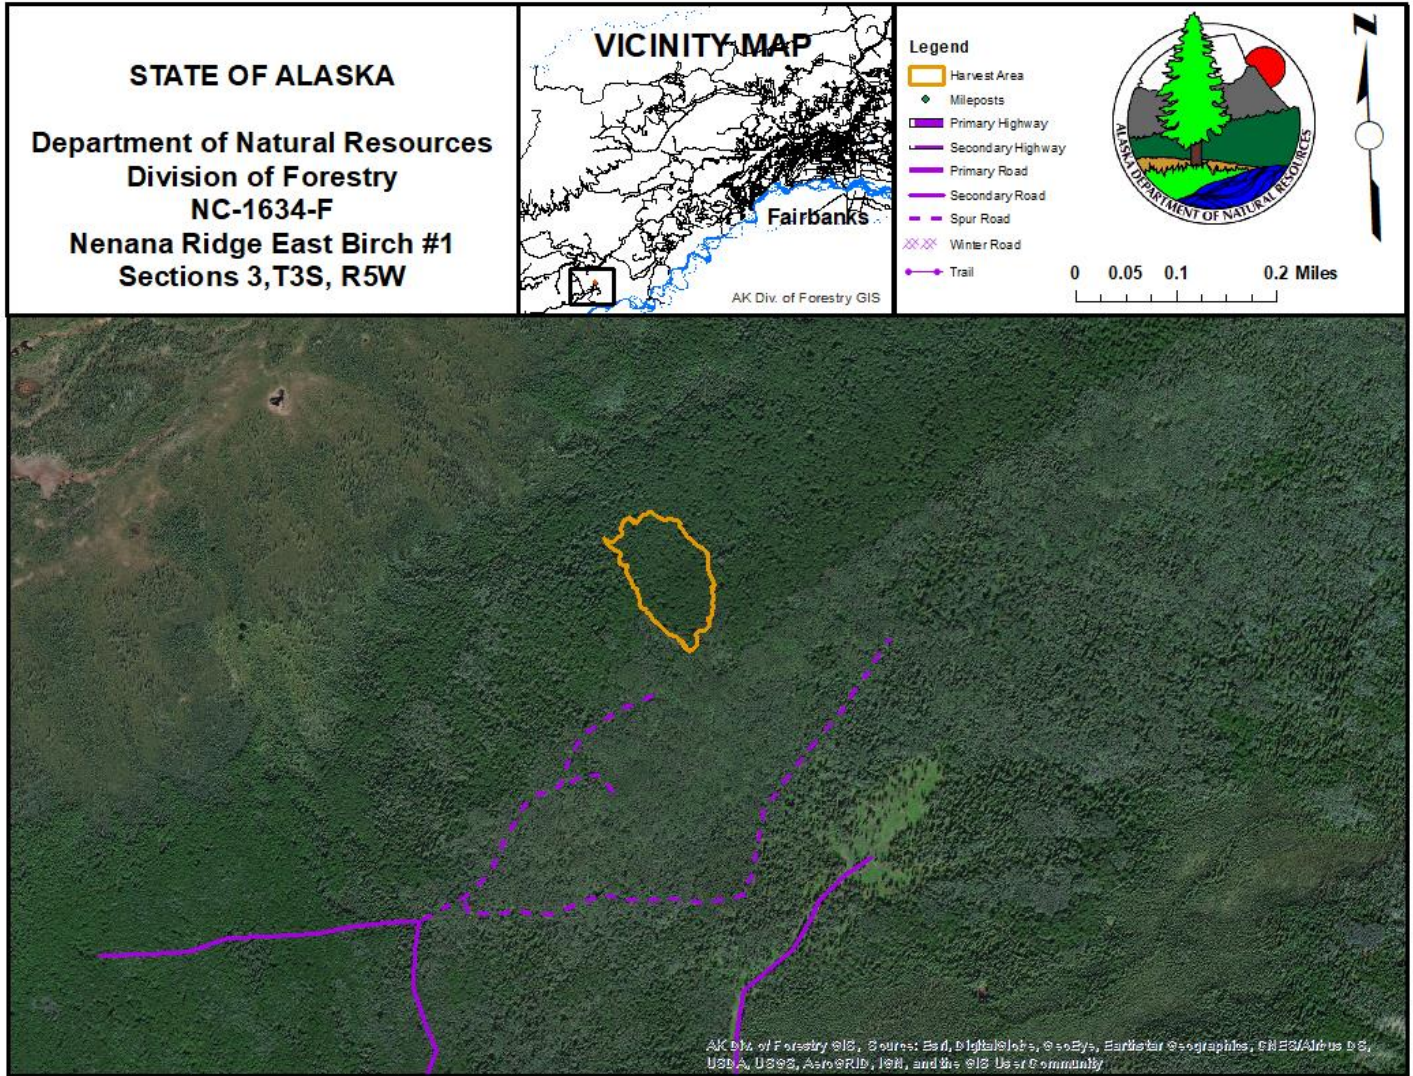 STATE OF ALASKA
Department of Natural Resources
Division of Forestry
NC-1634-F
Nenana Ridge East Birch #1
Sections 3,T3S, R5W
VICINITY MAP
Fairbanks
AK Div. of Forestry GIS
Legend
Harvest Area
Mileposts
Primary Highway
Secondary Highway
Primary Road
Secondary Road
Spur Road
Winter Road
Trail
ALASKA DEPARTMENT OF NATURAL RESOURCES
N
0 0.05 0.1 0.2 Miles
AK Div. of Forestry GIS, Source: Esri, DigitalGlobe, GeoEye, Earthstar Geographics, CNES/Airbus DS,
USDA, USGS, AeroGRID, IGN, and the GIS User Community